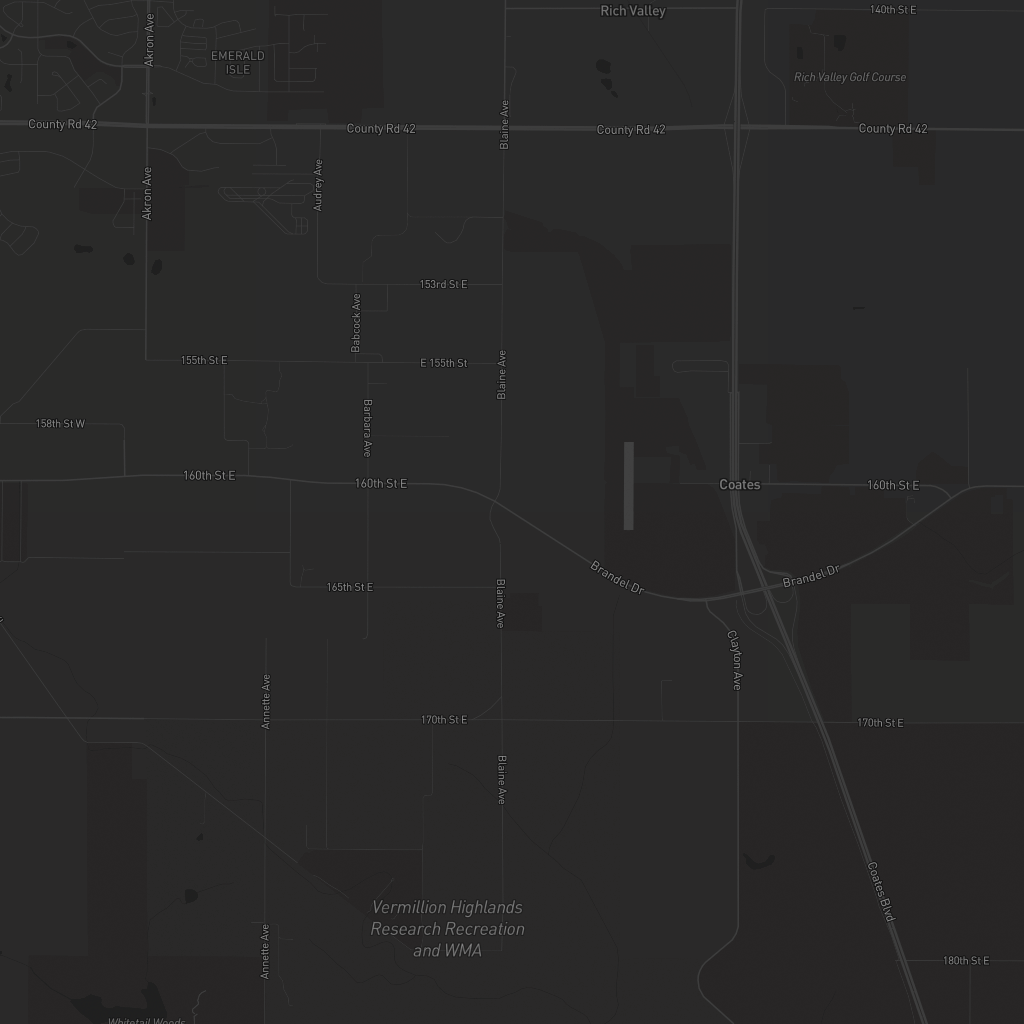 Rich Valley
140th St E
Akron Ave
EMERALD
ISLE
Rich Valley Golf Course
County Rd 42
County Rd 42
County Rd 42
County Rd 42
Blaine Ave
Audrey Ave
Akron Ave
153rd St E
Babcock Ave
155th St E
E 155th St
Blaine Ave
158th St W
Barbara Ave
160th St E
160th St E
Coates
160th St E
Brandel Dr
Brandel Dr
165th St E
Blaine Ave
Clayton Ave
Annette Ave
170th St E
170th St E
Blaine Ave
Coates Blvd
Vermillion Highlands
Research Recreation
and WMA
Annette Ave
180th St E
Whitetail Woods